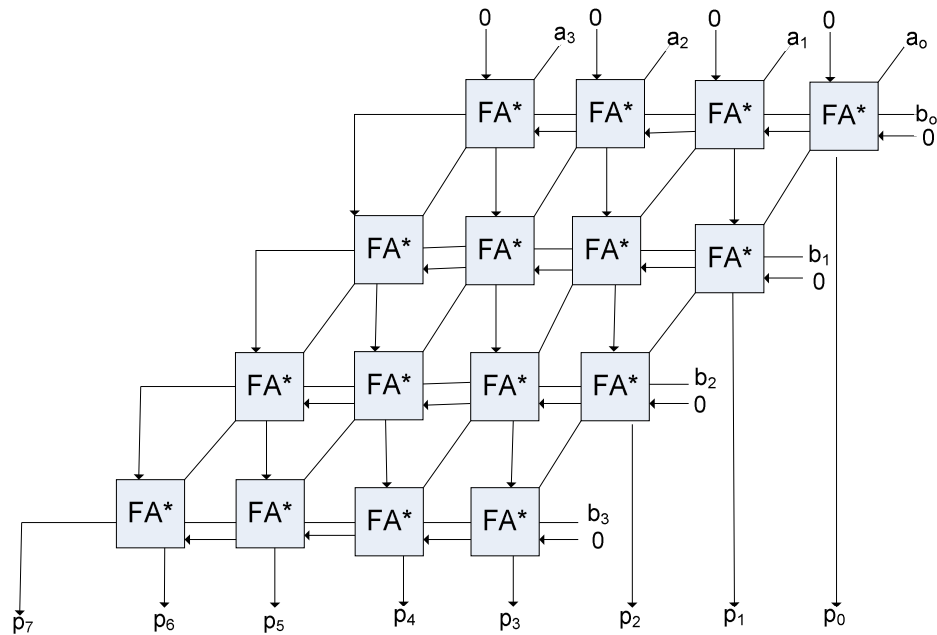 0 0 0 0
a3 a2 a1 ao
FA* FA* FA* FA* bo
0
FA* FA* FA* FA* b1
0
FA* FA* FA* FA* b2
0
FA* FA* FA* FA* b3
0
p7 p6 p5 p4 p3 p2 p1 p0